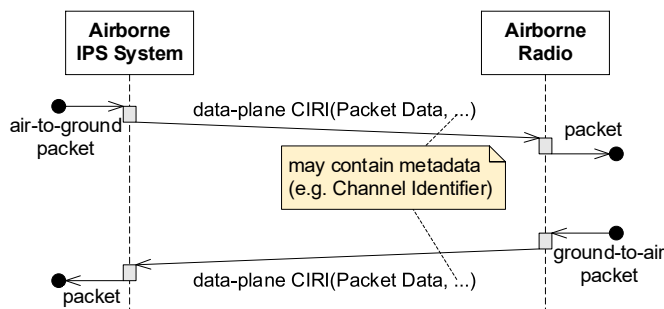 Airborne
IPS System
Airborne
Radio
data-plane CIRI(Packet Data, ...)
air-to-ground
packet
packet
may contain metadata
(e.g. Channel Identifier)
ground-to-air
packet
data-plane CIRI(Packet Data, ...)
packet